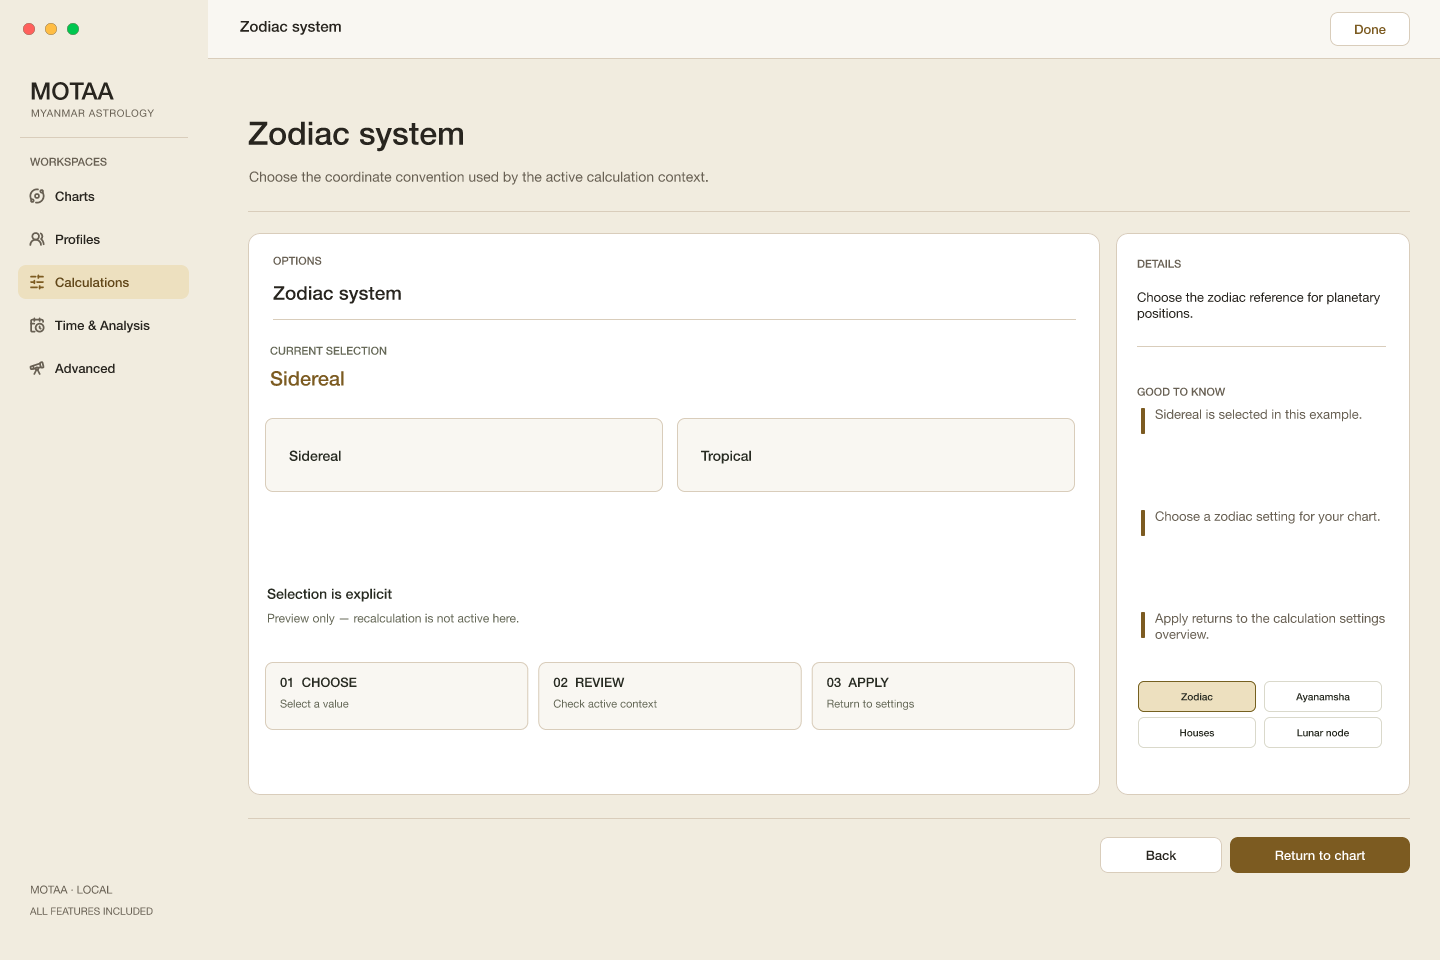 Zodiac system
Done
MOTAA
MYANMAR ASTROLOGY
WORKSPACES
Charts
Profiles
Calculations
Time & Analysis
Advanced
MOTAA · LOCAL
ALL FEATURES INCLUDED
Zodiac system
Choose the coordinate convention used by the active calculation context.
OPTIONS
Zodiac system
CURRENT SELECTION
Sidereal
Sidereal
Tropical
Selection is explicit
Preview only — recalculation is not active here.
01 CHOOSE
Select a value
02 REVIEW
Check active context
03 APPLY
Return to settings
DETAILS
Choose the zodiac reference for planetary
positions.
GOOD TO KNOW
Sidereal is selected in this example.
Choose a zodiac setting for your chart.
Apply returns to the calculation settings
overview.
Zodiac
Ayanamsha
Houses
Lunar node
Back
Return to chart